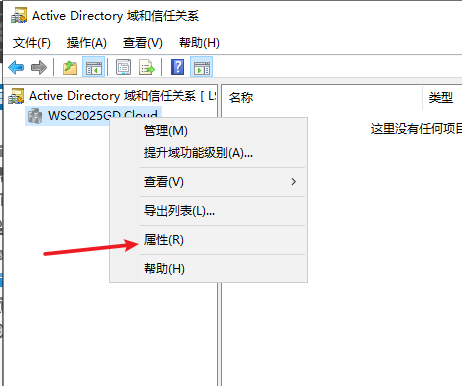 Active Directory 域和信任关系
文件(F) 操作(A) 查看(V) 帮助(H)
Active Directory 域和信任关系 [ LS
名称 类型
WSC2025GD.Cloud
这里没有任何项目
管理(M)
提升域功能级别(A)...
查看(V)
导出列表(L)...
属性(R)
帮助(H)